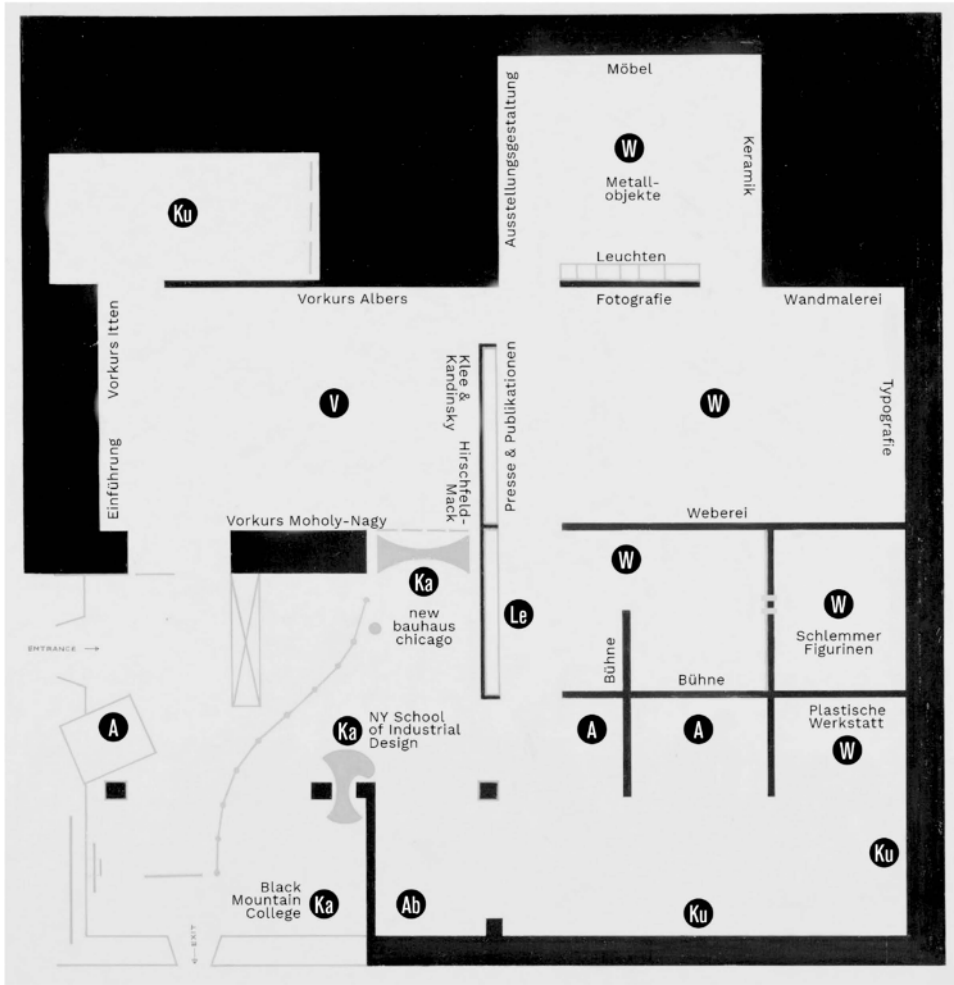 Möbel
Ausstellungsgestaltung
W
Keramik
Metall-
objekte
Ku
Leuchten
Vorkurs Albers
Fotografie
Wandmalerei
Vorkurs Itten
Klee &
Kandinsky
Presse & Publikationen
V
W
Typografie
Einführung
Hirschfeld-
Mack
Vorkurs Moholy-Nagy
Weberei
W
Ka
new
bauhaus
chicago
Le
W
Schlemmer
Figurinen
ENTRANCE →
Bühne
Bühne
A
Ka
NY School
of Industrial
Design
A
A
Plastische
Werkstatt
W
Ku
Black
Mountain
College
Ka
Ab
Ku
← EXIT